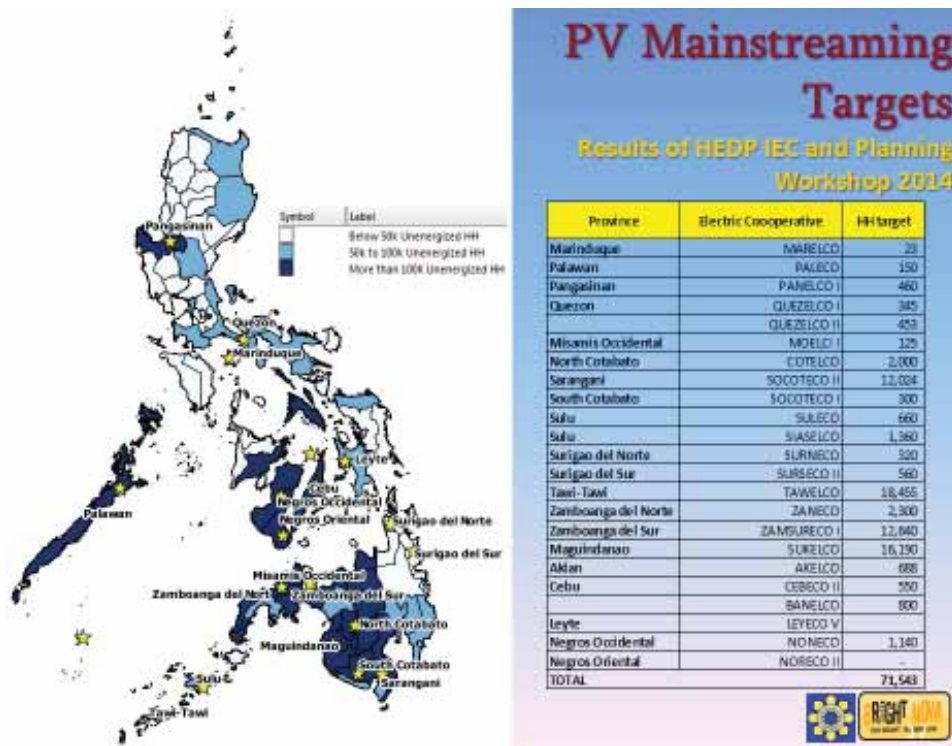 PV Mainstreaming
Targets
Results of HEDP IEC and Planning
Workshop 2014
Symbol Label
Below 50k Unenergized HH
50k to 100k Unenergized HH
More than 100k Unenergized HH
Pangasinan
Quezon
Marinduque
Leyte
Cebu
Negros Occidental
Negros Oriental
Palawan
Surigao del Norte
Surigao del Sur
Misamis Occidental
Zamboanga del Nort
Zamboanga del Sur
North Cotabato
Maguindanao
South Cotabato
Sarangani
Sulu
Tawi-Tawi
Province Electric Coooperative HH target
Marinduque MARELCO 23
Palawan PALECO 150
Pangasinan PANELCO I 460
Quezon QUEZELCO I 345
QUEZELCO II 453
Misamis Occidental MOELCI I 125
North Cotabato COTELCO 2,000
Sarangani SOCOTECO II 12,024
South Cotabato SOCOTECO I 300
Sulu SULECO 660
Sulu SIASELCO 1,360
Surigao del Norte SURNECO 320
Surigao del Sur SURSECO II 560
Tawi-Tawi TAWELCO 18,455
Zamboanga del Norte ZANECO 2,300
Zamboanga del Sur ZAMSURECO I 12,640
Maguindanao SUKELCO 16,190
Aklan AKELCO 688
Cebu CEBECO II 550
BANELCO 800
Leyte LEYECO V
Negros Occidental NONECO 1,140
Negros Oriental NORECO II -
TOTAL 71,543
RIGHT NOW!